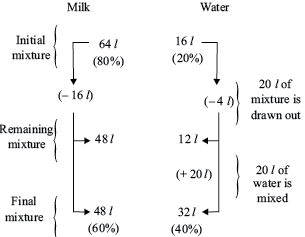 Milk Water
Initial
mixture
64 l
(80%)
16 l
(20%)
(– 16 l)
(– 4 l)
20 l of
mixture is
drawn out
Remaining
mixture
48 l
12 l
(+ 20 l)
20 l of
water is
mixed
Final
mixture
48 l
(60%)
32 l
(40%)